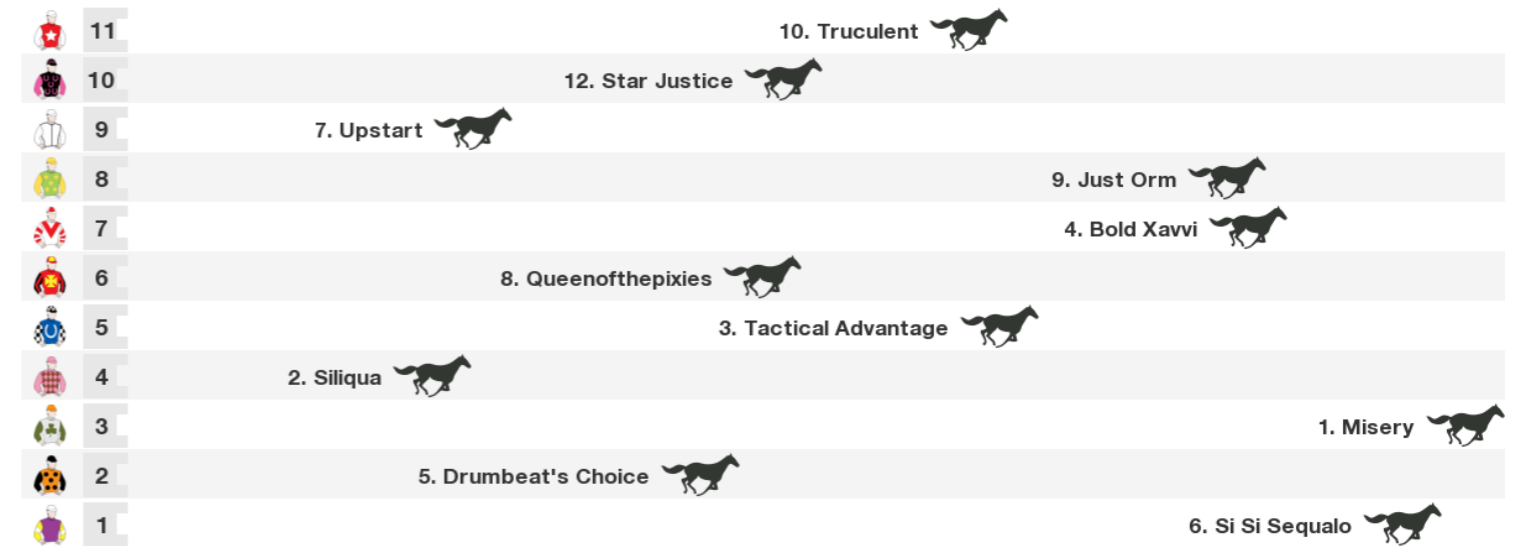 11 10. Truculent
10 12. Star Justice
9 7. Upstart
8 9. Just Orm
7 4. Bold Xavvi
6 8. Queenofthepixies
5 3. Tactical Advantage
4 2. Siliqua
3 1. Misery
2 5. Drumbeat's Choice
1 6. Si Si Sequalo